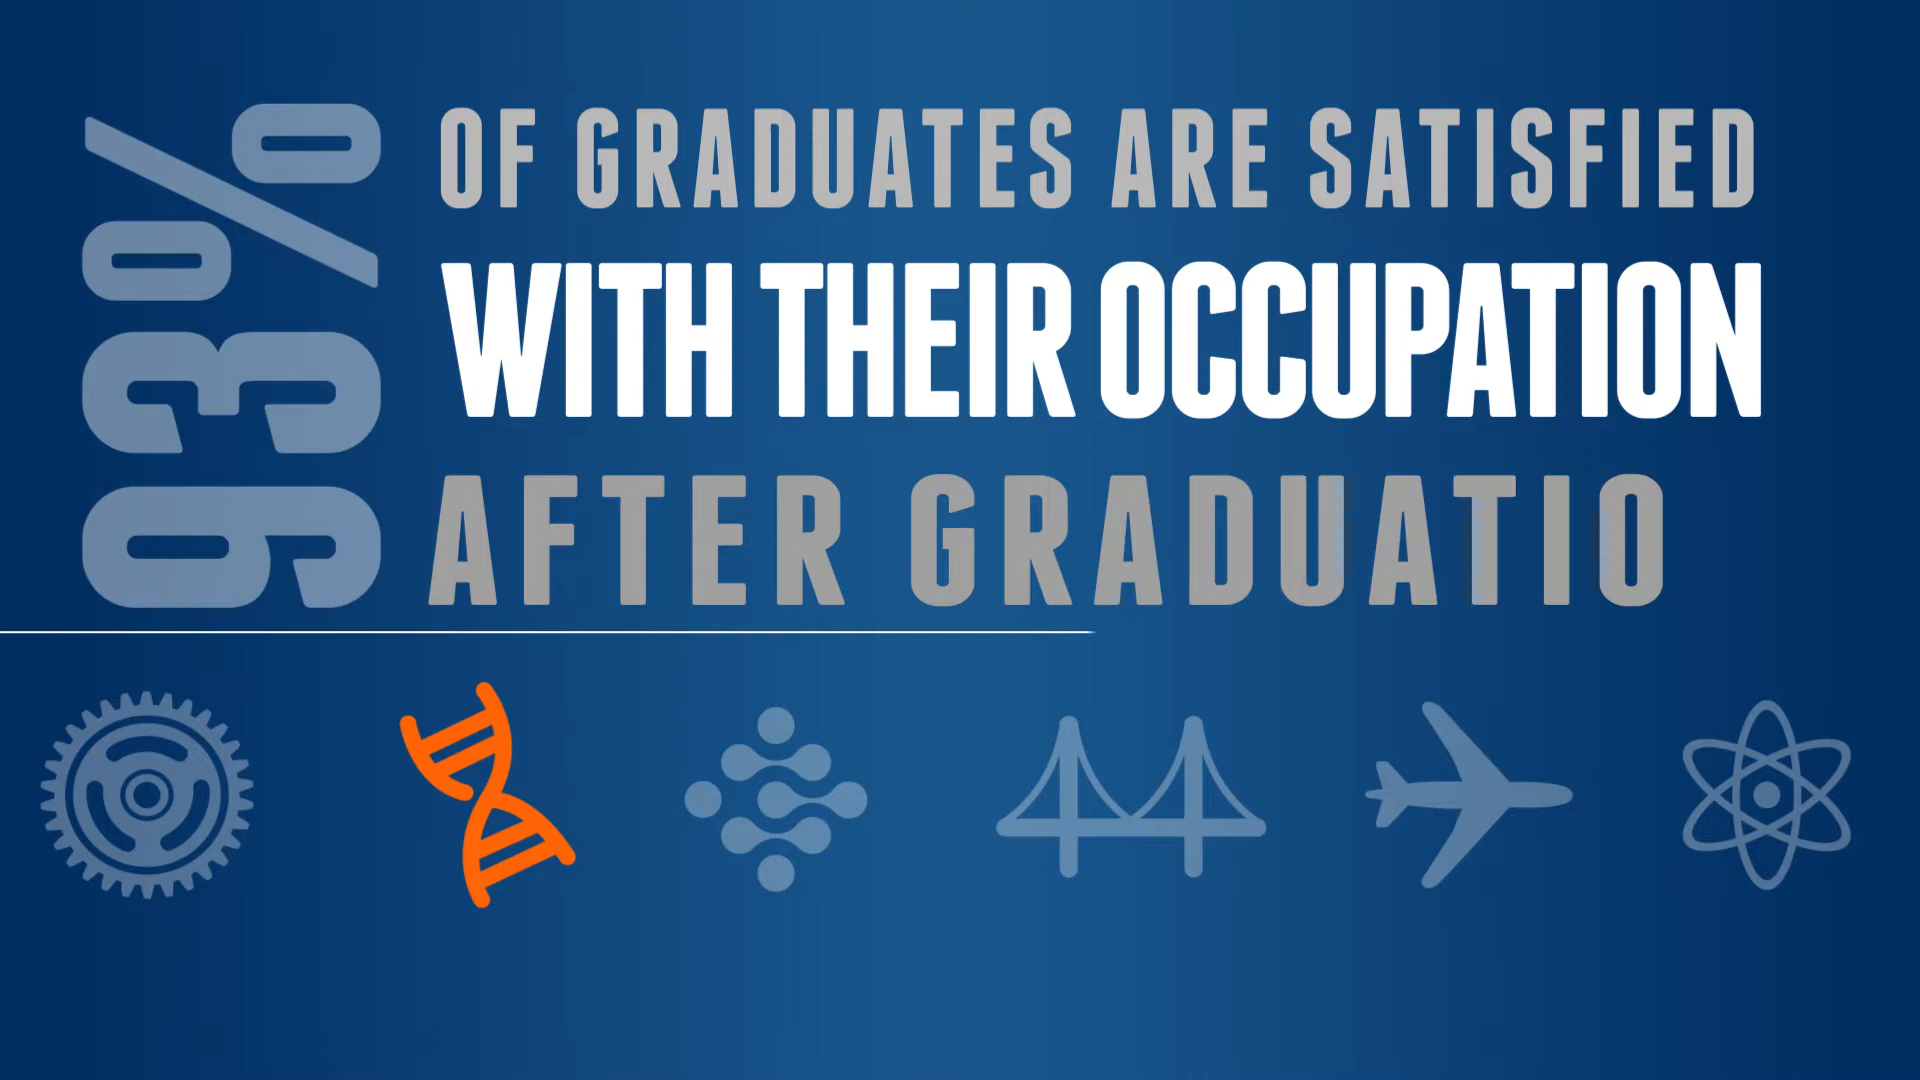 93%
OF GRADUATES ARE SATISFIED
WITH THEIR OCCUPATION
AFTER GRADUATIO